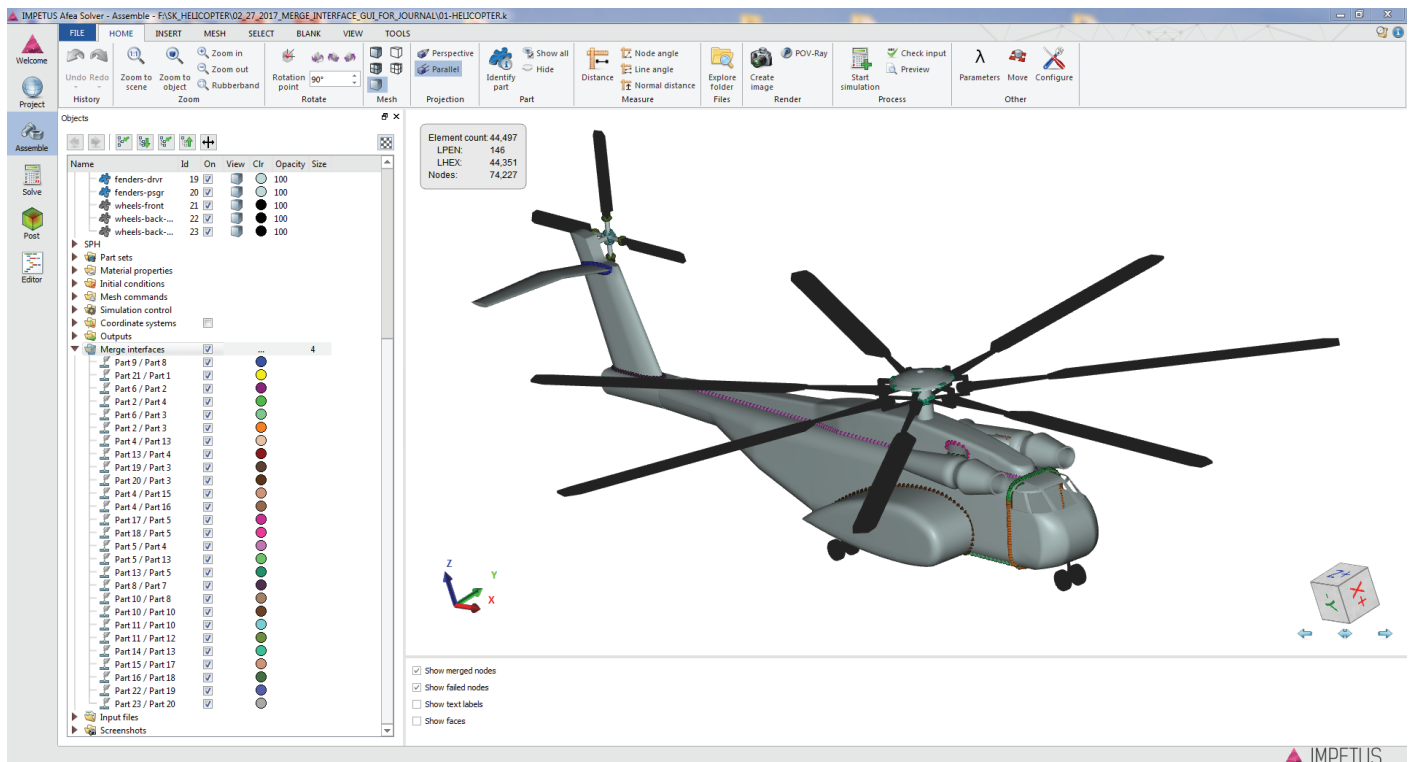 IMPETUS Afea Solver - Assemble - F:\SK_HELICOPTER\02_27_2017_MERGE_INTERFACE_GUI_FOR_JOURNAL\01-HELICOPTER.k
FILE HOME INSERT MESH SELECT BLANK VIEW TOOLS
Welcome
Project
Assemble
Solve
Post
Editor
Undo Redo
History
1:1
Zoom to scene
Zoom to object
Zoom in
Zoom out
Rubberband
Zoom
Rotation point
90°
Rotate
Mesh
Perspective
Parallel
Projection
Identify part
Show all
Hide
Part
Distance
Node angle
Line angle
Normal distance
Measure
Explore folder
Files
Create image
POV-Ray
Render
Start simulation
Check input
Preview
Process
λ
Parameters
Move
Configure
Other
Objects
Name Id On View Clr Opacity Size
fenders-drvr 19 100
fenders-psgr 20 100
wheels-front 21 100
wheels-back-... 22 100
wheels-back-... 23 100
SPH
Part sets
Material properties
Initial conditions
Mesh commands
Simulation control
Coordinate systems
Outputs
Merge interfaces ... 4
Part 9 / Part 8
Part 21 / Part 1
Part 6 / Part 2
Part 2 / Part 4
Part 6 / Part 3
Part 2 / Part 3
Part 4 / Part 13
Part 13 / Part 4
Part 19 / Part 3
Part 20 / Part 3
Part 4 / Part 15
Part 4 / Part 16
Part 17 / Part 5
Part 18 / Part 5
Part 5 / Part 4
Part 5 / Part 13
Part 13 / Part 5
Part 8 / Part 7
Part 10 / Part 8
Part 10 / Part 10
Part 11 / Part 10
Part 11 / Part 12
Part 14 / Part 13
Part 15 / Part 17
Part 16 / Part 18
Part 22 / Part 19
Part 23 / Part 20
Input files
Screenshots
Element count: 44,497
LPEN: 146
LHEX: 44,351
Nodes: 74,227
Z
Y
X
Z+
X+
-Y
Show merged nodes
Show failed nodes
Show text labels
Show faces
IMPETUS